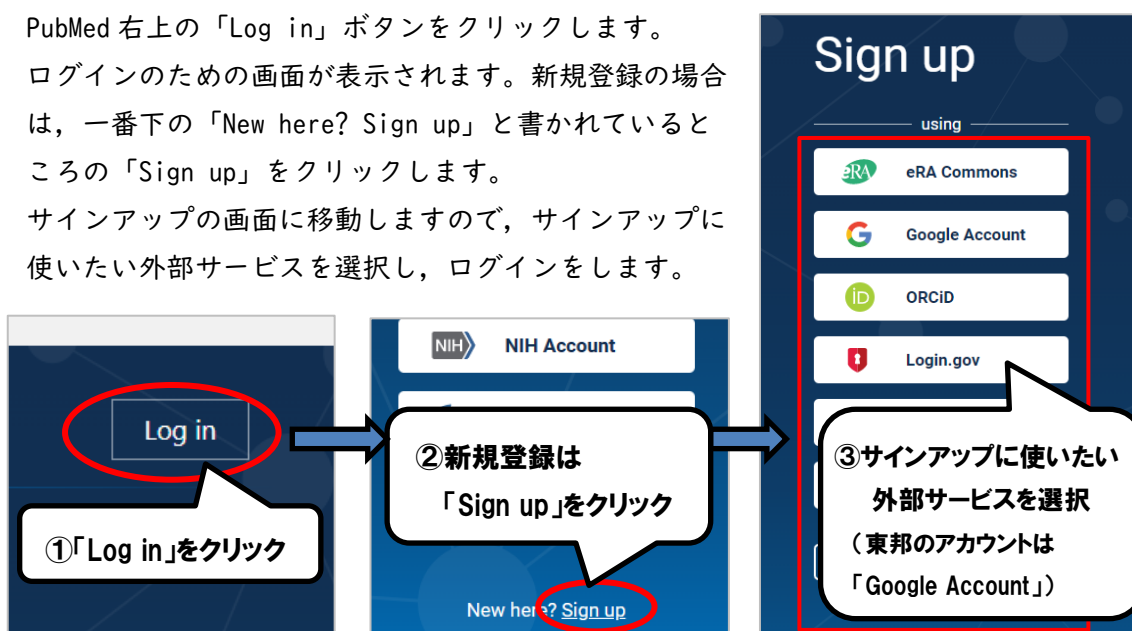 PubMed 右上の「Log in」ボタンをクリックします。
ログインのための画面が表示されます。新規登録の場合
は，一番下の「New here? Sign up」と書かれていると
ころの「Sign up」をクリックします。
サインアップの画面に移動しますので，サインアップに
使いたい外部サービスを選択し，ログインをします。
Log in
①「Log in」をクリック
NIH
NIH Account
②新規登録は
「Sign up」をクリック
New here? Sign up
Sign up
using
eRA
eRA Commons
G
Google Account
iD
ORCiD
Login.gov
③サインアップに使いたい
外部サービスを選択
（東邦のアカウントは
「Google Account」）